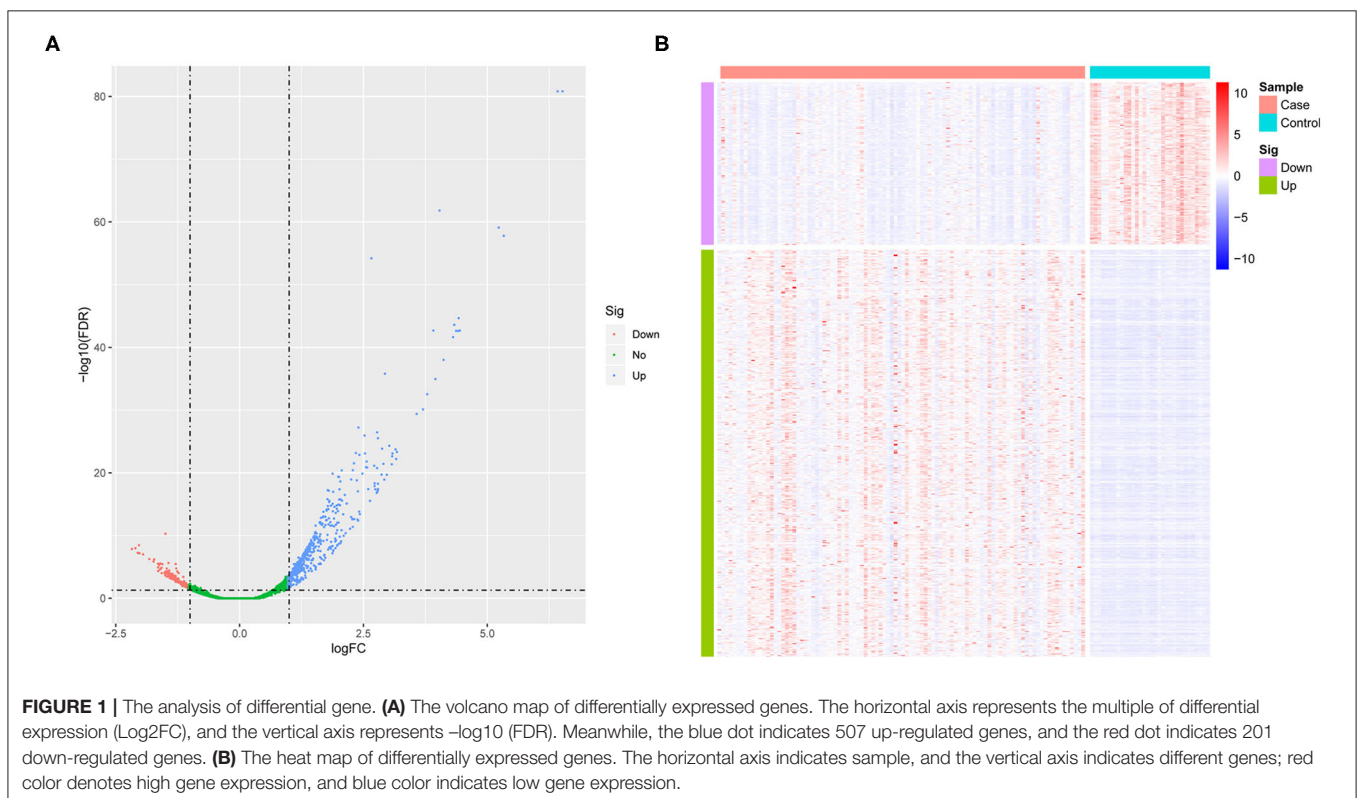 A
B
80
60
40
20
0
−log10(FDR)
−2.5
0.0
2.5
5.0
logFC
Sig
Down
No
Up
10
5
0
−5
−10
Sample
Case
Control
Sig
Down
Up
FIGURE 1 | The analysis of differential gene. (A) The volcano map of differentially expressed genes. The horizontal axis represents the multiple of differential
expression (Log2FC), and the vertical axis represents –log10 (FDR). Meanwhile, the blue dot indicates 507 up-regulated genes, and the red dot indicates 201
down-regulated genes. (B) The heat map of differentially expressed genes. The horizontal axis indicates sample, and the vertical axis indicates different genes; red
color denotes high gene expression, and blue color indicates low gene expression.